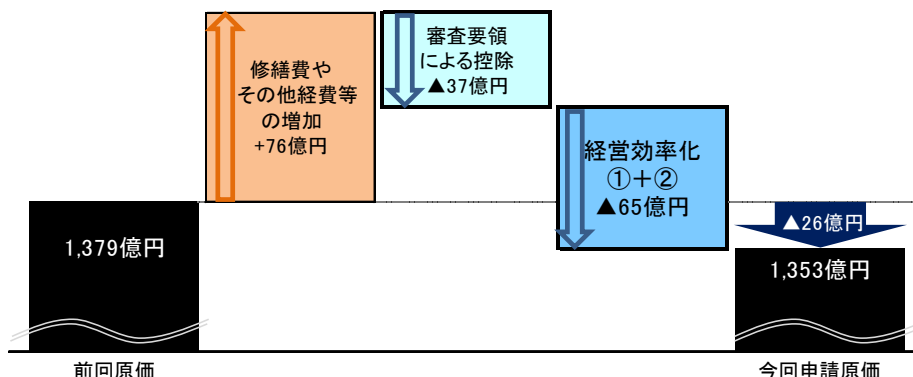 修繕費や
その他経費等
の増加
+76億円
審査要領
による控除
▲37億円
経営効率化
①+②
▲65億円
▲26億円
1,379億円
1,353億円
前回原価
今回申請原価